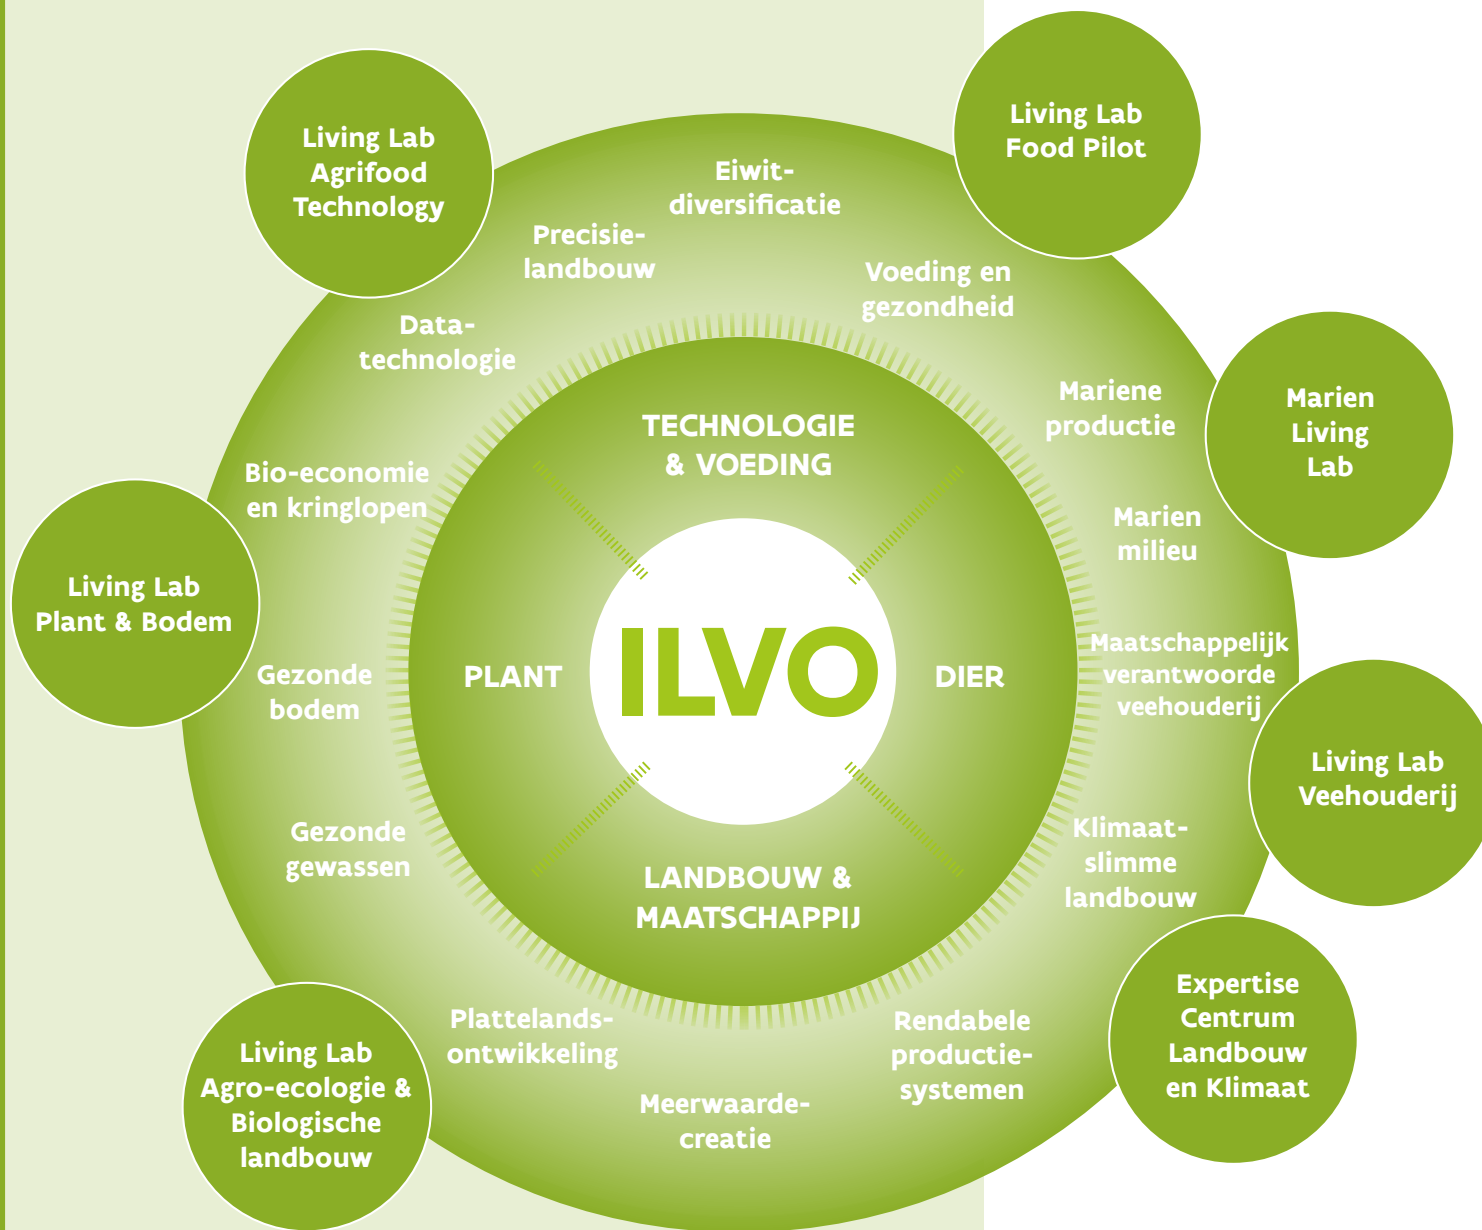 Living Lab
Agrifood
Technology
Living Lab
Food Pilot
Eiwit-
diversificatie
Precisie-
landbouw
Voeding en
gezondheid
Data-
technologie
Mariene
productie
Marien
Living
Lab
TECHNOLOGIE
& VOEDING
Bio-economie
en kringlopen
Marien
milieu
Living Lab
Plant & Bodem
PLANT
ILVO
DIER
Maatschappelijk
verantwoorde
veehouderij
Gezonde
bodem
Living Lab
Veehouderij
Gezonde
gewassen
Klimaat-
slimme
landbouw
LANDBOUW &
MAATSCHAPPIJ
Expertise
Centrum
Landbouw
en Klimaat
Plattelands-
ontwikkeling
Rendabele
productie-
systemen
Living Lab
Agro-ecologie &
Biologische
landbouw
Meerwaarde-
creatie